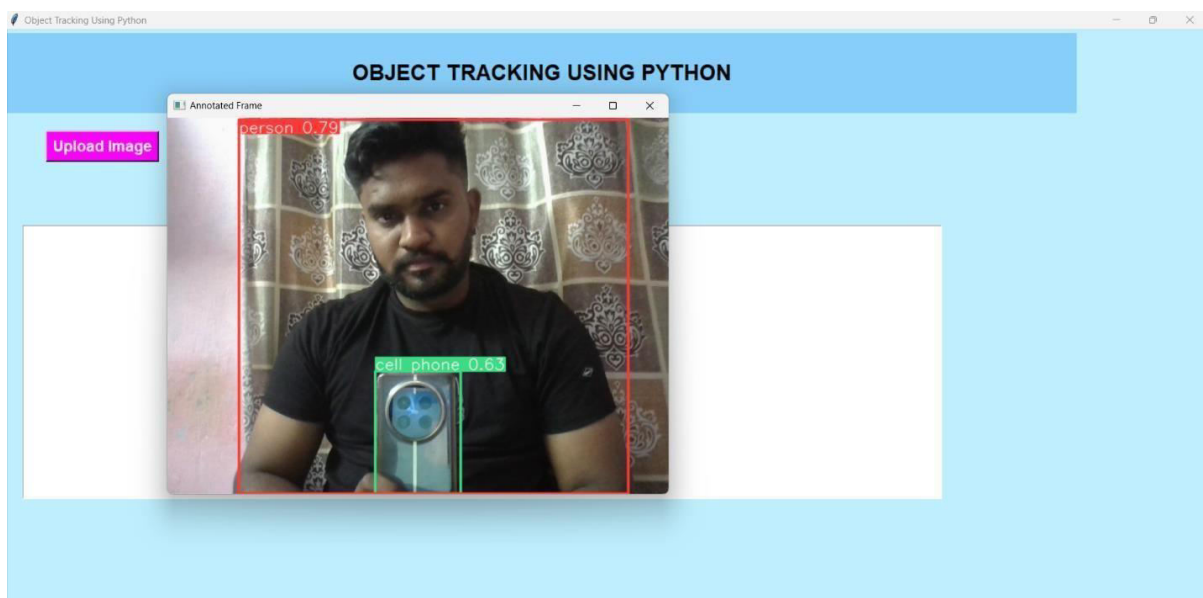 Object Tracking Using Python
OBJECT TRACKING USING PYTHON
Annotated Frame
Upload Image
person 0.79
cell phone 0.63